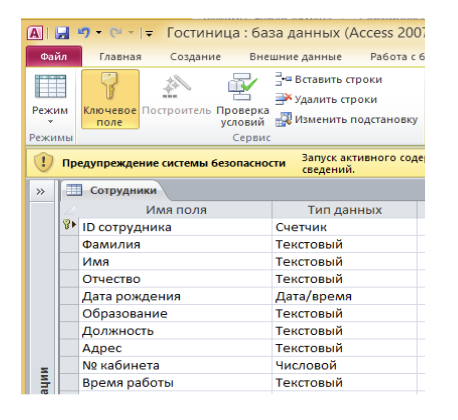 Гостиница : база данных (Access 2007
Файл Главная Создание Внешние данные Работа с б
Режим Ключевое поле Построитель Проверка условий
Вставить строки
Удалить строки
Изменить подстановку
Режимы Сервис
Предупреждение системы безопасности Запуск активного соде
сведений.
Сотрудники
Имя поля Тип данных
ID сотрудника Счетчик
Фамилия Текстовый
Имя Текстовый
Отчество Текстовый
Дата рождения Дата/время
Образование Текстовый
Должность Текстовый
Адрес Текстовый
№ кабинета Числовой
Время работы Текстовый
ации